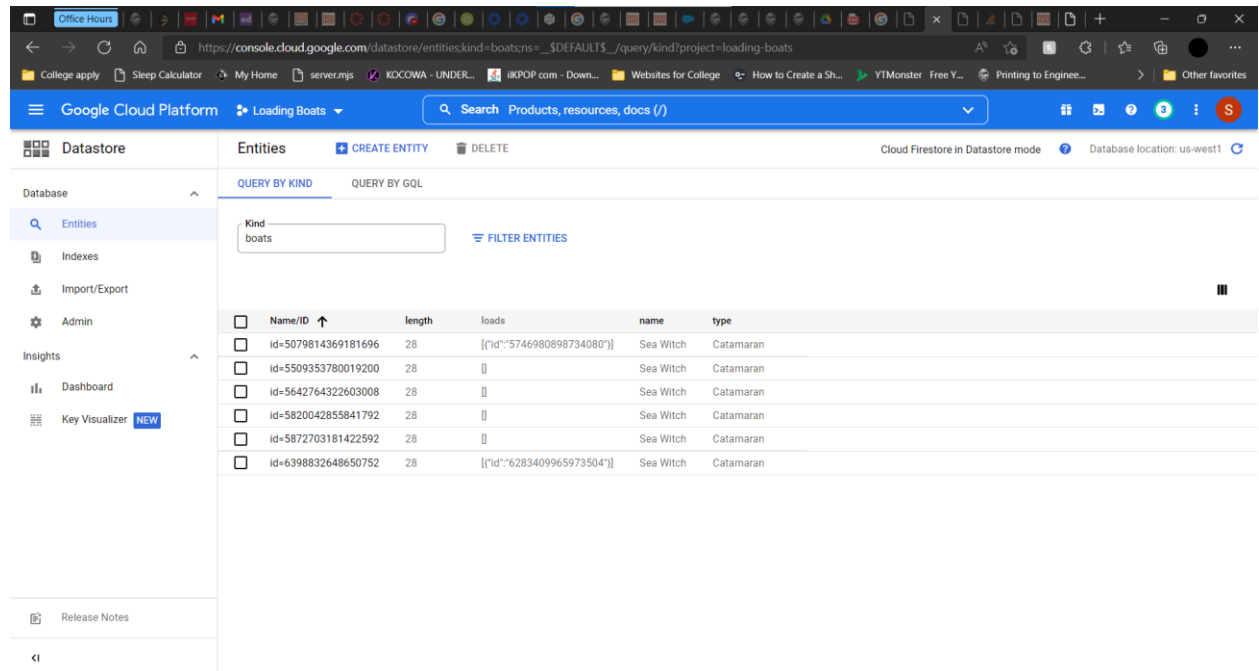 Office Hours
https://console.cloud.google.com/datastore/entities;kind=boats;ns=__$DEFAULT$__/query/kind?project=loading-boats
College apply Sleep Calculator My Home server.mjs KOCOWA - UNDER... ilKPOP com - Down... Websites for College How to Create a Sh... YTMonster Free Y... Printing to Enginee... Other favorites
Google Cloud Platform Loading Boats Search Products, resources, docs (/) 3 S
Datastore Entities CREATE ENTITY DELETE Cloud Firestore in Datastore mode Database location: us-west1
Database QUERY BY KIND QUERY BY GQL
Entities
Kind
boats FILTER ENTITIES
Indexes
Import/Export
Admin
Name/ID length loads name type
id=5079814369181696 28 [{"id":"5746980898734080"}] Sea Witch Catamaran
Insights
id=5509353780019200 28 [] Sea Witch Catamaran
Dashboard
id=5642764322603008 28 [] Sea Witch Catamaran
id=5820042855841792 28 [] Sea Witch Catamaran
Key Visualizer NEW
id=5872703181422592 28 [] Sea Witch Catamaran
id=6398832648650752 28 [{"id":"6283409965973504"}] Sea Witch Catamaran
Release Notes